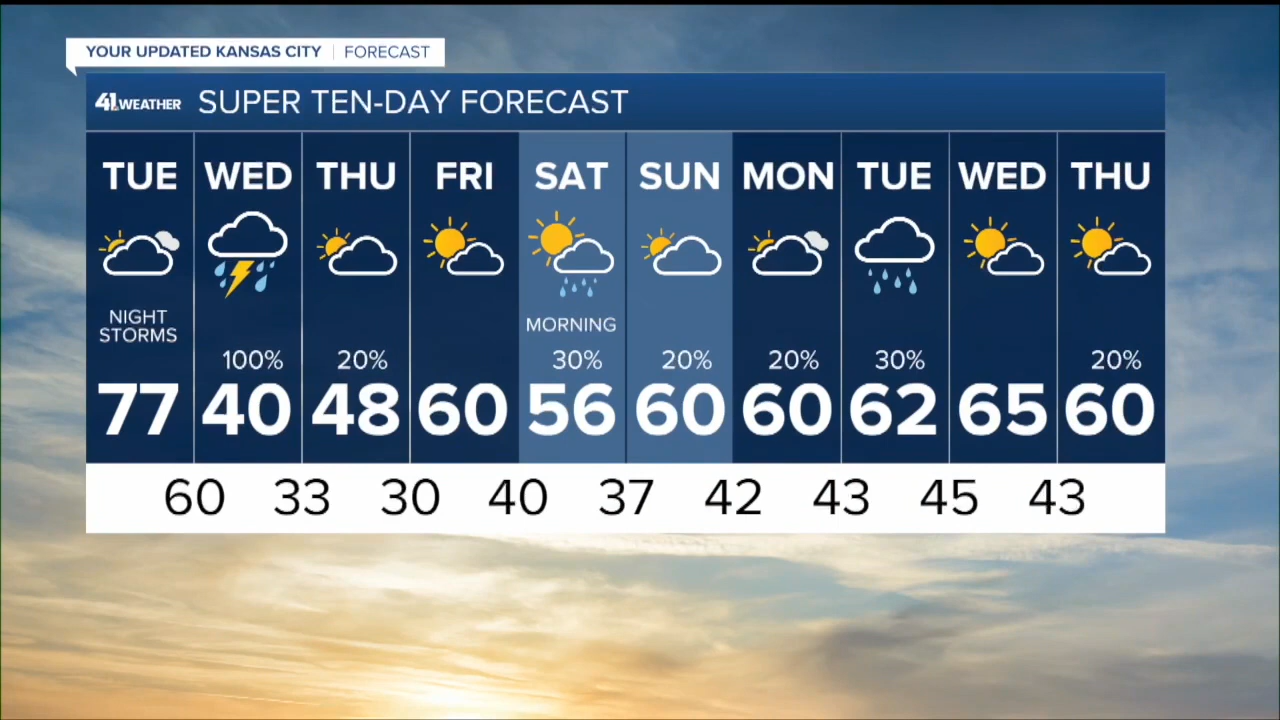 YOUR UPDATED KANSAS CITY | FORECAST
41 WEATHER SUPER TEN-DAY FORECAST
TUE WED THU FRI SAT SUN MON TUE WED THU
NIGHT
STORMS
MORNING
100% 20% 30% 20% 20% 30% 20%
77 40 48 60 56 60 60 62 65 60
60 33 30 40 37 42 43 45 43